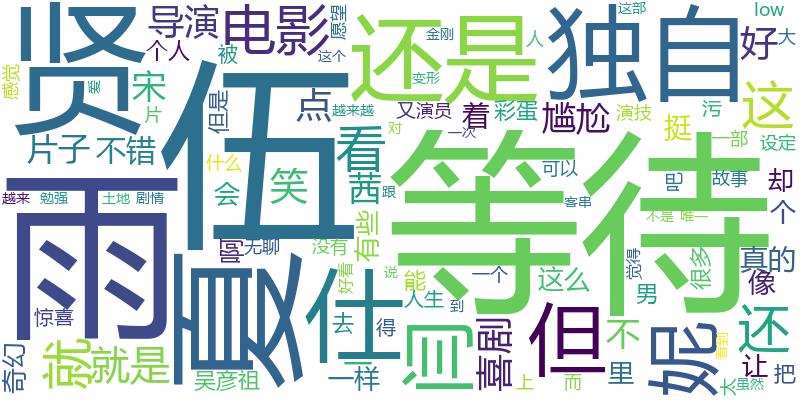 贤
导演
电影
愿望
还是
金刚
独自
这部
low
好
大
个人
被
这个
变形
人
感觉
宋
爱
片
但是
伍
点
越来越
又演员
着
彩蛋
尴尬
演技
污
这
对
一次
挺
一部
设定
片子
不错
看
什么
会
笑
茜
跟
等待
可以
客串
吧
故事
却
越来
勉强
土地
剧情
不是
唯一
个
雨
啊
无聊
没有
有些
夏
好看
说
能
一个
这么
觉得
很多
真的
像
仕
人生
到
男
惊喜
去
得
闫
喜剧
但
不
妮
看到
还
奇幻
就
就是
吴彦祖
一样
上
而
里
太
虽然
让
把